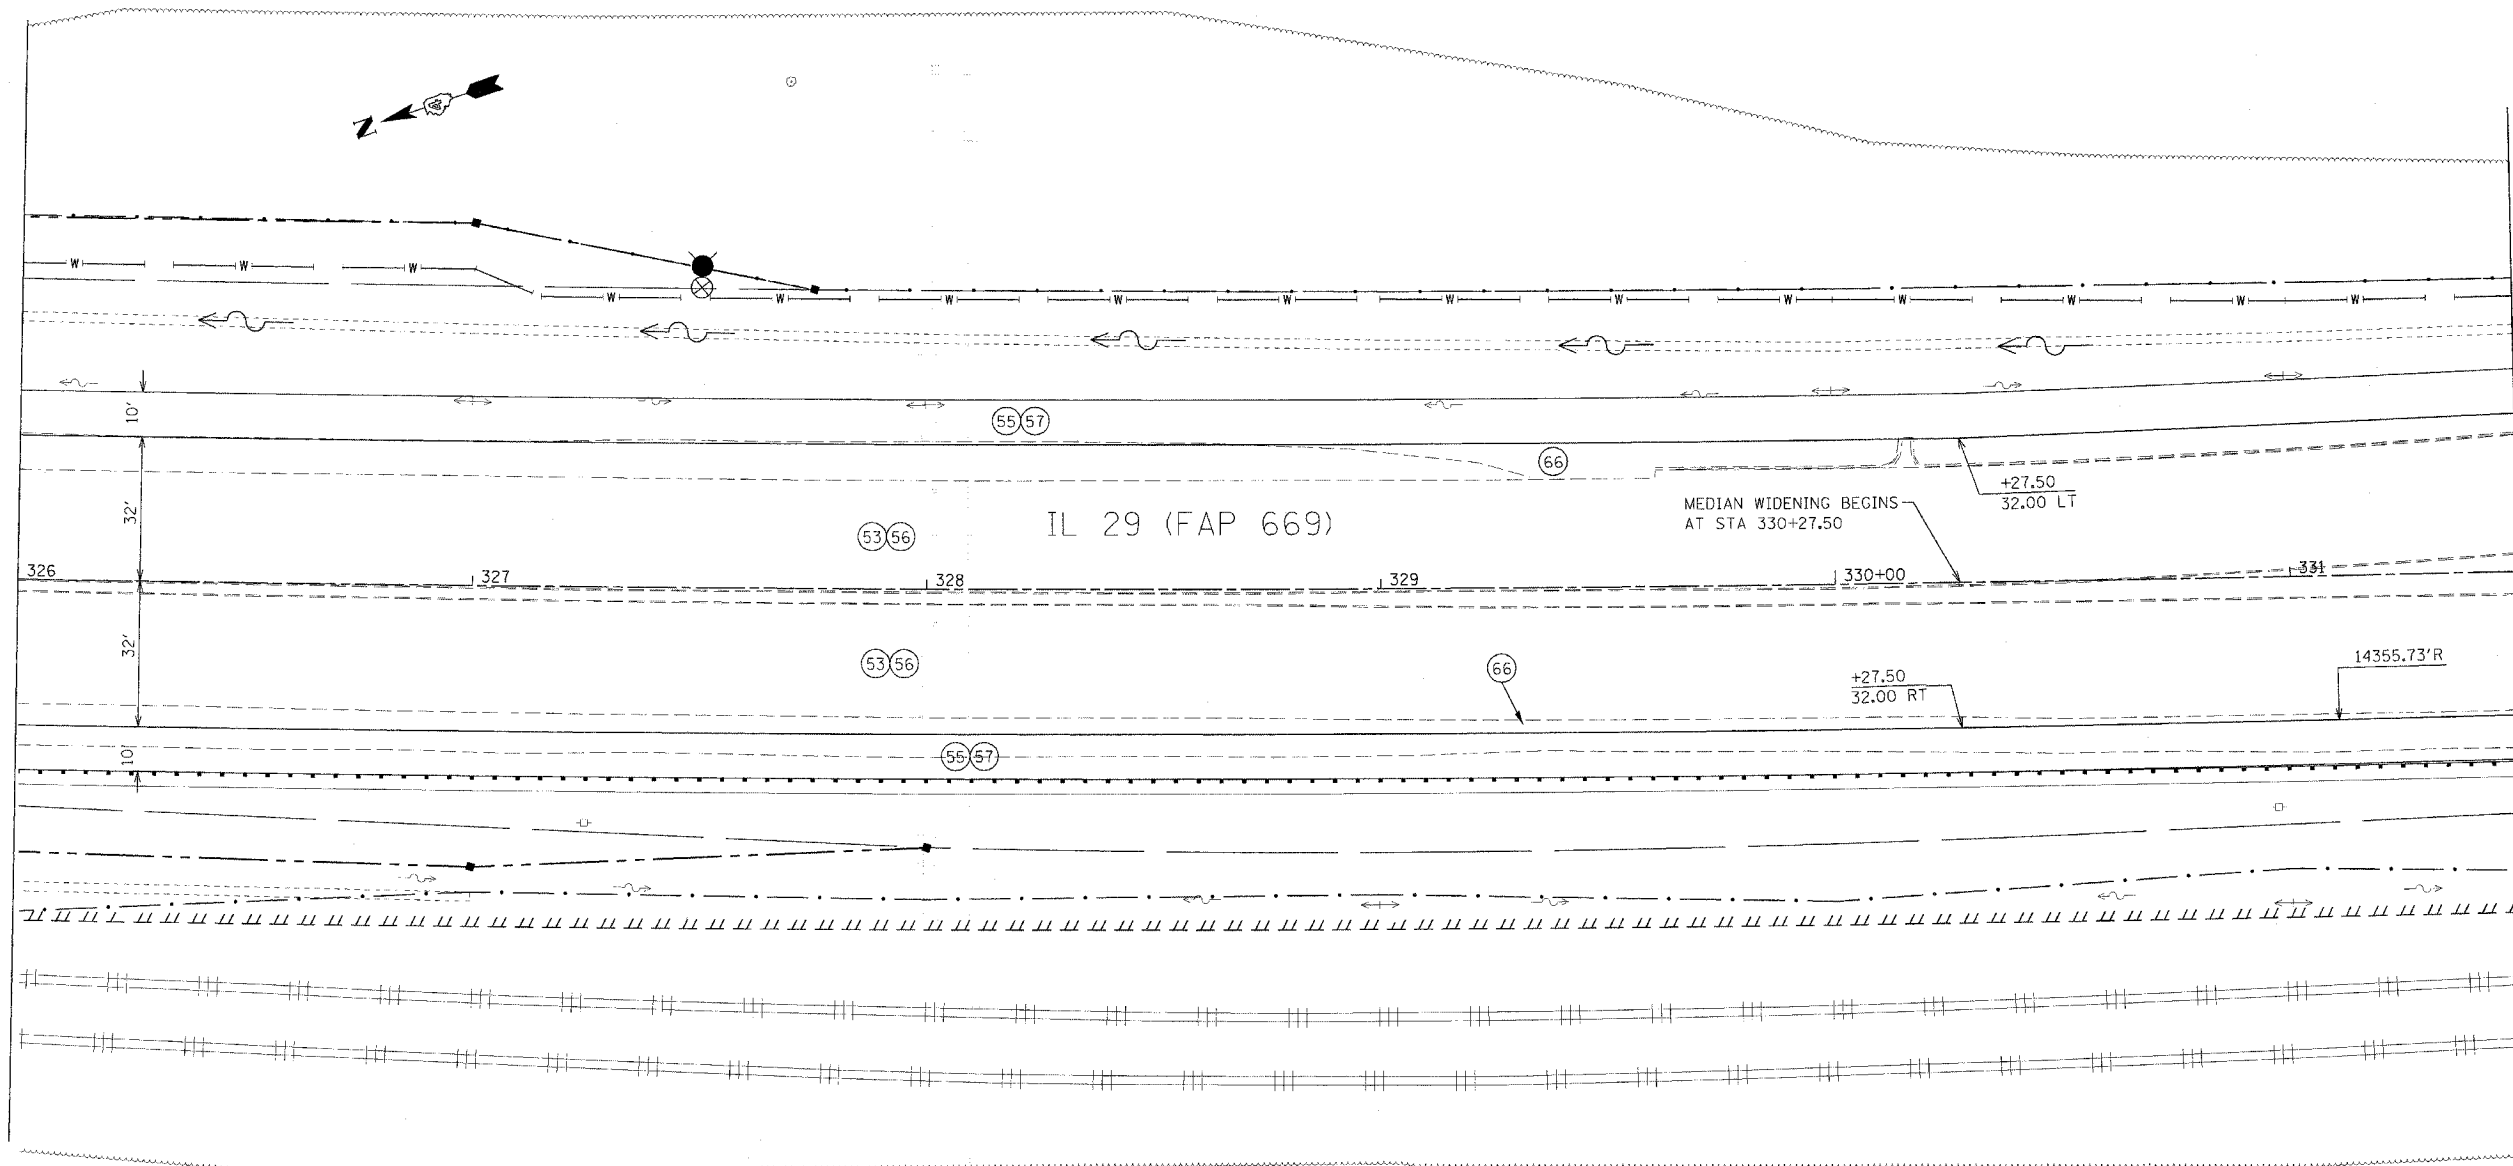 N
W W W
W W W W W W W W W W W
10'
55 57
66
+27.50
32.00 LT
MEDIAN WIDENING BEGINS
AT STA 330+27.50
IL 29 (FAP 669)
32'
53 56
326 327 328 329 330+00 331
32'
53 56
66
14355.73'R
+27.50
32.00 RT
10'
55 57